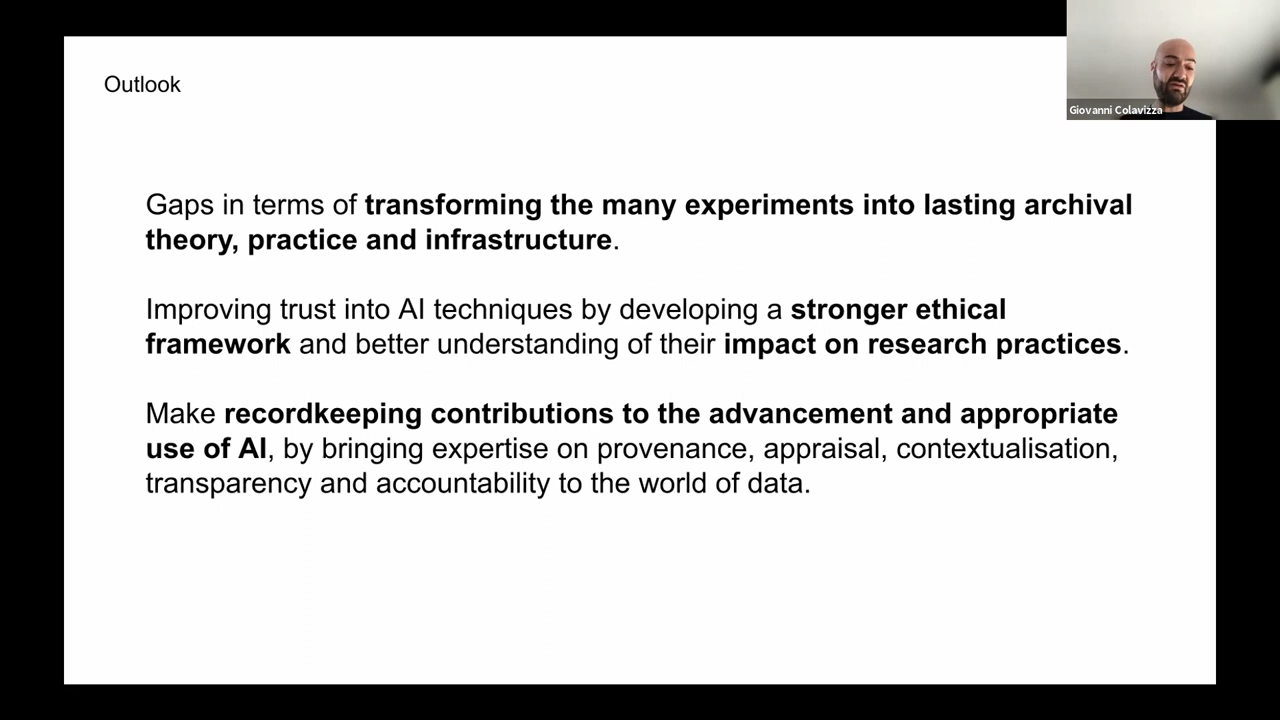 Outlook
Giovanni Colavizza
Gaps in terms of transforming the many experiments into lasting archival
theory, practice and infrastructure.
Improving trust into AI techniques by developing a stronger ethical
framework and better understanding of their impact on research practices.
Make recordkeeping contributions to the advancement and appropriate
use of AI, by bringing expertise on provenance, appraisal, contextualisation,
transparency and accountability to the world of data.